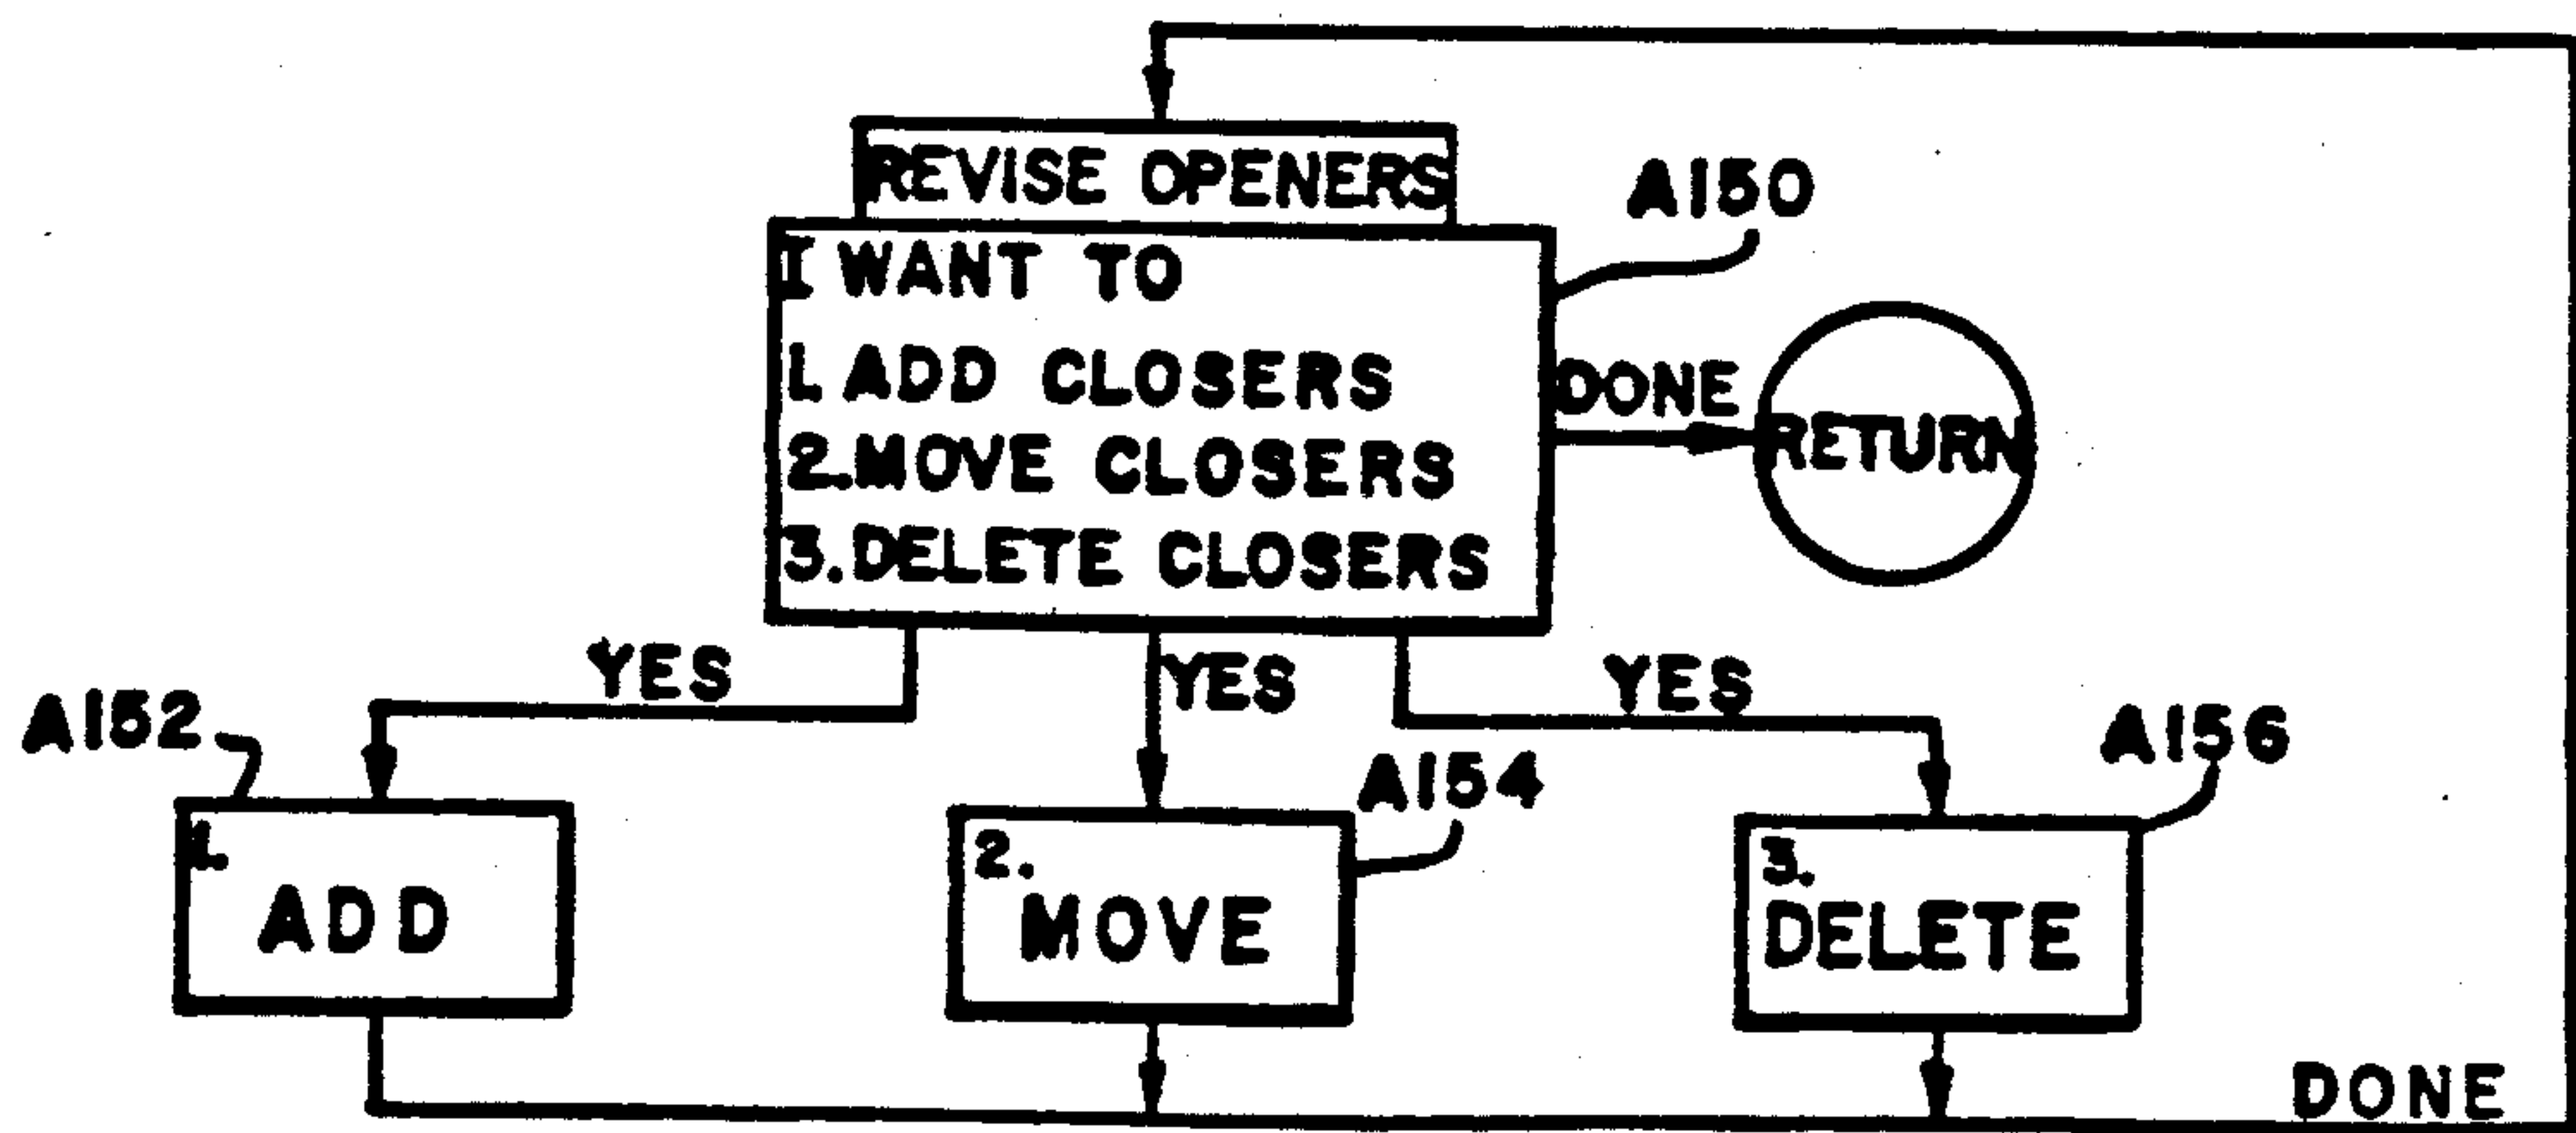 REVISE OPENERS
A150
I WANT TO
1. ADD CLOSERS
2. MOVE CLOSERS
3. DELETE CLOSERS
DONE
RETURN
YES
YES
YES
A152
A154
A156
1.
ADD
2.
MOVE
3.
DELETE
DONE